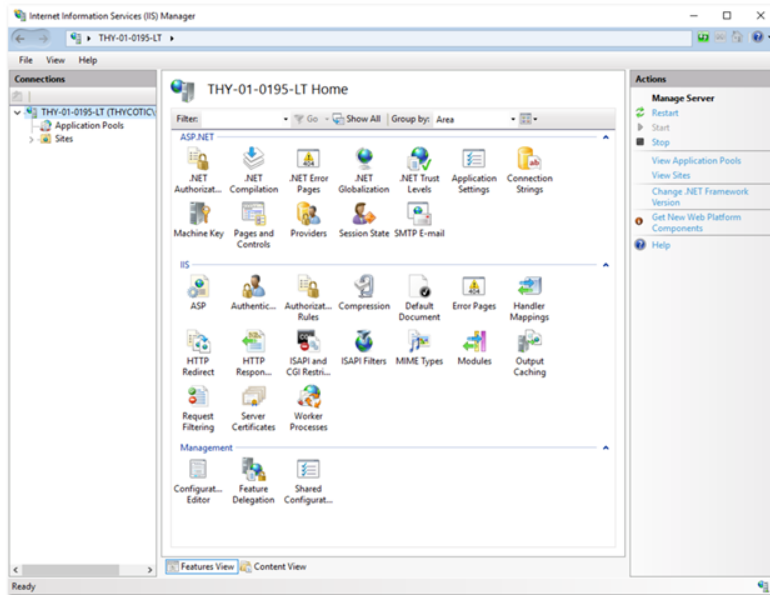 Internet Information Services (IIS) Manager
THY-01-0195-LT
File View Help
Connections
THY-01-0195-LT (THYCOTIC\
Application Pools
Sites
THY-01-0195-LT Home
Filter: Go Show All Group by: Area
ASP.NET
.NET Authorizat...
.NET Compilation
.NET Error Pages
.NET Globalization
.NET Trust Levels
Application Settings
Connection Strings
Machine Key
Pages and Controls
Providers
Session State
SMTP E-mail
IIS
ASP
Authentic...
Authorizat... Rules
Compression
Default Document
Error Pages
Handler Mappings
HTTP Redirect
HTTP Respon...
ISAPI and CGI Restri...
ISAPI Filters
MIME Types
Modules
Output Caching
Request Filtering
Server Certificates
Worker Processes
Management
Configurat... Editor
Feature Delegation
Shared Configurat...
Features View
Content View
Actions
Manage Server
Restart
Start
Stop
View Application Pools
View Sites
Change .NET Framework
Version
Get New Web Platform
Components
Help
Ready